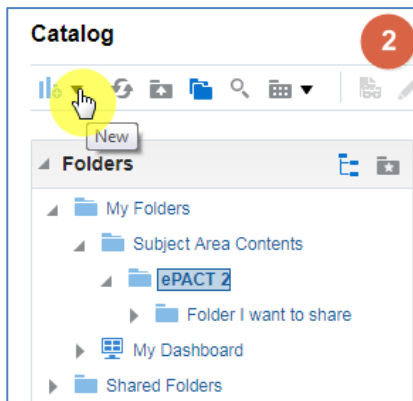 Catalog
2
New
Folders
My Folders
Subject Area Contents
ePACT 2
Folder I want to share
My Dashboard
Shared Folders